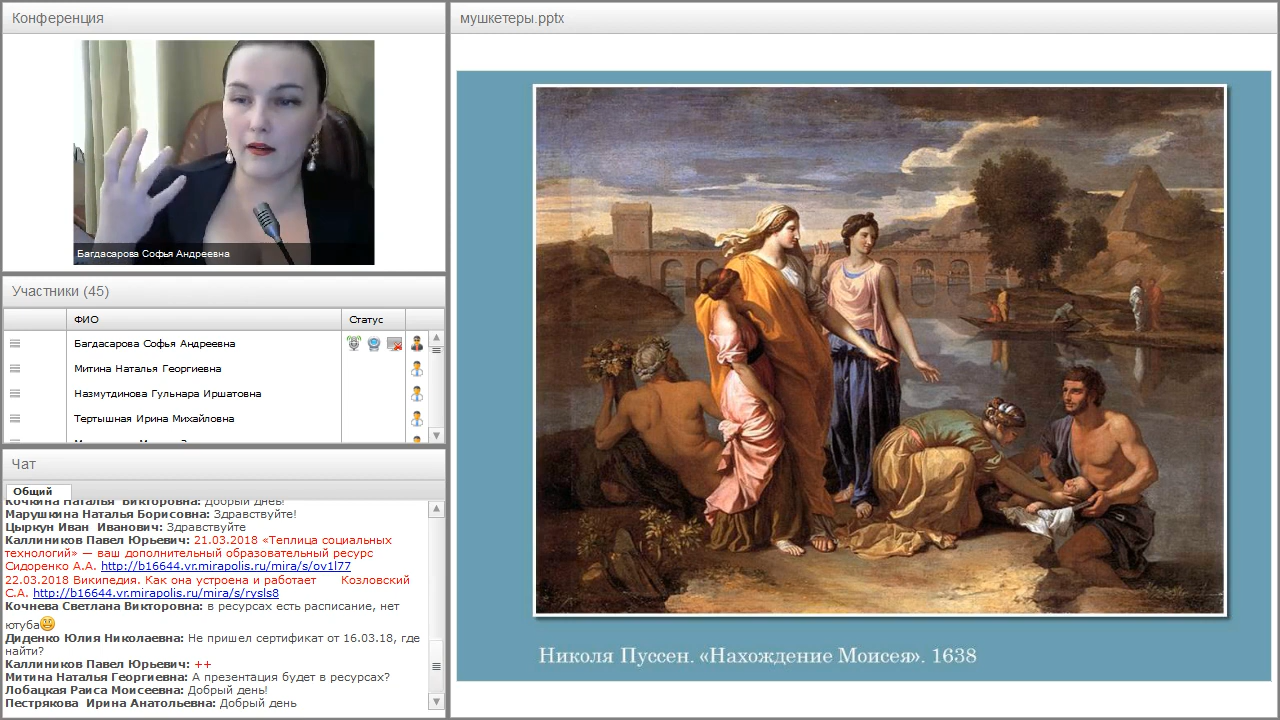 Конференция
Багдасарова Софья Андреевна
Участники (45)
ФИО Статус
Багдасарова Софья Андреевна
Митина Наталья Георгиевна
Назмутдинова Гульнара Иршатовна
Тертышная Ирина Михайловна
Чат
Общий
Кочкина Наталья Викторовна: Добрый днеь!
Марушкина Наталья Борисовна: Здравствуйте!
Цыркун Иван Иванович: Здравствуйте
Каллиников Павел Юрьевич: 21.03.2018 «Теплица социальных
технологий» — ваш дополнительный образовательный ресурс
Сидоренко А.А. http://b16644.vr.mirapolis.ru/mira/s/ov1l77
22.03.2018 Википедия. Как она устроена и работает Козловский
С.А. http://b16644.vr.mirapolis.ru/mira/s/rysls8
Кочнева Светлана Викторовна: в ресурсах есть расписание, нет
ютуба
Диденко Юлия Николаевна: Не пришел сертификат от 16.03.18, где
найти?
Каллиников Павел Юрьевич: ++
Митина Наталья Георгиевна: А презентация будет в ресурсах?
Лобацкая Раиса Моисеевна: Добрый день!
Пестрякова Ирина Анатольевна: Добрый день
мушкетеры.pptx
Николя Пуссен. «Нахождение Моисея». 1638